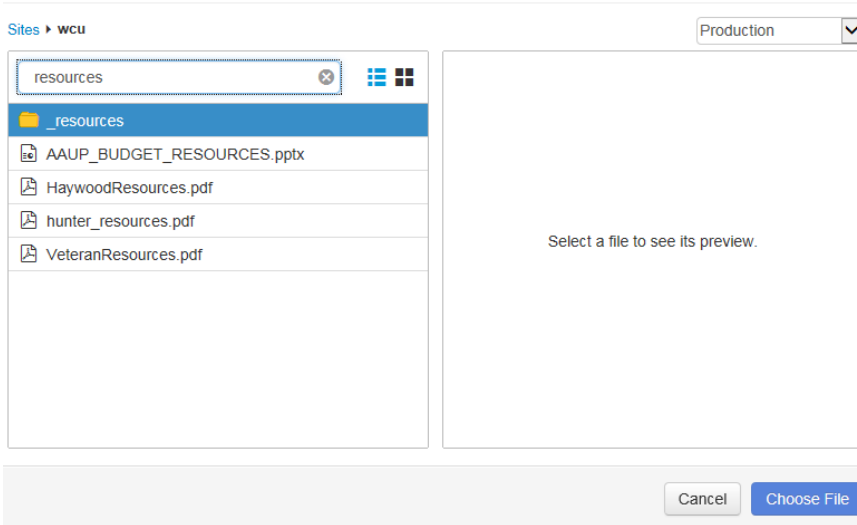 Sites wcu
Production
resources
_resources
AAUP_BUDGET_RESOURCES.pptx
HaywoodResources.pdf
hunter_resources.pdf
VeteranResources.pdf
Select a file to see its preview.
Cancel Choose File